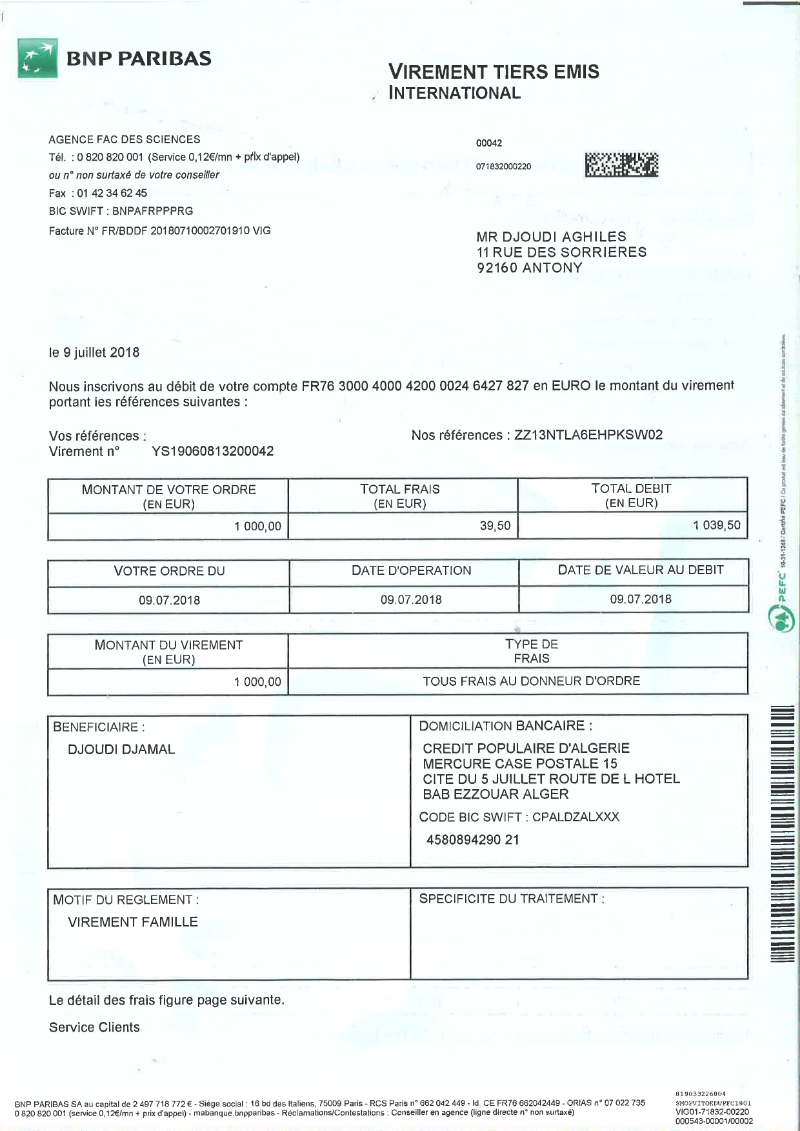 BNP PARIBAS
VIREMENT TIERS EMIS
INTERNATIONAL
AGENCE FAC DES SCIENCES
Tél. : 0 820 820 001 (Service 0,12€/mn + prix d'appel)
ou n° non surtaxé de votre conseiller
Fax : 01 42 34 62 45
BIC SWIFT : BNPAFRPPPRG
Facture N° FR/BDDF 20180710002701910 VIG
00042
071832000220
MR DJOUDI AGHILES
11 RUE DES SORRIERES
92160 ANTONY
le 9 juillet 2018
Nous inscrivons au débit de votre compte FR76 3000 4000 4200 0024 6427 827 en EURO le montant du virement
portant les références suivantes :
Vos références :
Virement n° YS19060813200042
Nos références : ZZ13NTLA6EHPKSW02
MONTANT DE VOTRE ORDRE
(EN EUR)
TOTAL FRAIS
(EN EUR)
TOTAL DEBIT
(EN EUR)
1 000,00
39,50
1 039,50
VOTRE ORDRE DU
DATE D'OPERATION
DATE DE VALEUR AU DEBIT
09.07.2018
09.07.2018
09.07.2018
MONTANT DU VIREMENT
(EN EUR)
TYPE DE
FRAIS
1 000,00
TOUS FRAIS AU DONNEUR D'ORDRE
BENEFICIAIRE :
DJOUDI DJAMAL
DOMICILIATION BANCAIRE :
CREDIT POPULAIRE D'ALGERIE
MERCURE CASE POSTALE 15
CITE DU 5 JUILLET ROUTE DE L HOTEL
BAB EZZOUAR ALGER
CODE BIC SWIFT : CPALDZALXXX
4580894290 21
MOTIF DU REGLEMENT :
VIREMENT FAMILLE
SPECIFICITE DU TRAITEMENT :
Le détail des frais figure page suivante.
Service Clients
BNP PARIBAS SA au capital de 2 497 718 772 € - Siège social : 16 bd des Italiens, 75009 Paris - RCS Paris n° 662 042 449 - Id. CE FR76 662042449 - ORIAS n° 07 022 735
0 820 820 001 (service 0,12€/mn + prix d'appel) - mabanque.bnpparibas - Réclamations/Contestations : Conseiller en agence (ligne directe n° non surtaxé)
VIG01-71832-00220
000543-00001/00002
PEFC